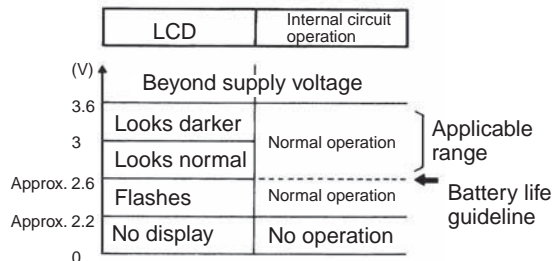 LCD
Internal circuit
operation
(V)
Beyond supply voltage
3.6
Looks darker
Normal operation
Applicable
range
3
Looks normal
Approx. 2.6
Flashes
Normal operation
Battery life
guideline
Approx. 2.2
No display
No operation
0